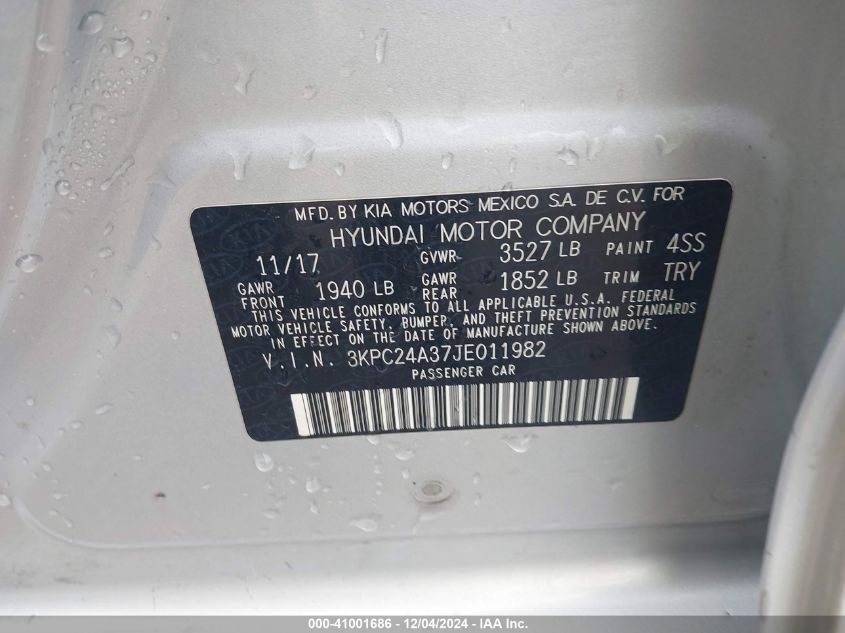 MFD. BY KIA MOTORS MEXICO S.A. DE C.V. FOR
HYUNDAI MOTOR COMPANY
11/17 GVWR 3527 LB PAINT 4SS
GAWR FRONT 1940 LB GAWR REAR 1852 LB TRIM TRY
THIS VEHICLE CONFORMS TO ALL APPLICABLE U.S.A. FEDERAL
MOTOR VEHICLE SAFETY, BUMPER, AND THEFT PREVENTION STANDARDS
IN EFFECT ON THE DATE OF MANUFACTURE SHOWN ABOVE.
V.I.N. 3KPC24A37JE011982
PASSENGER CAR
000-41001686 - 12/04/2024 - IAA Inc.